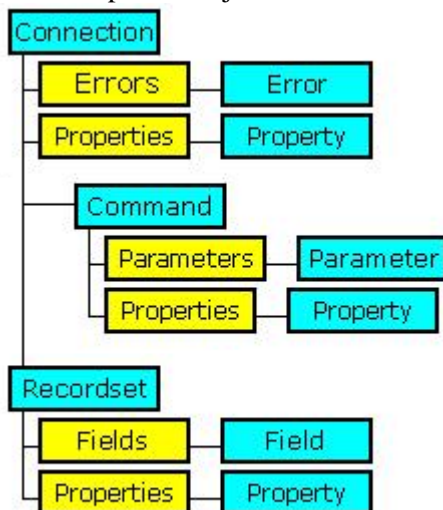 Connection
Errors Error
Properties Property
Command
Parameters Parameter
Properties Property
Recordset
Fields Field
Properties Property